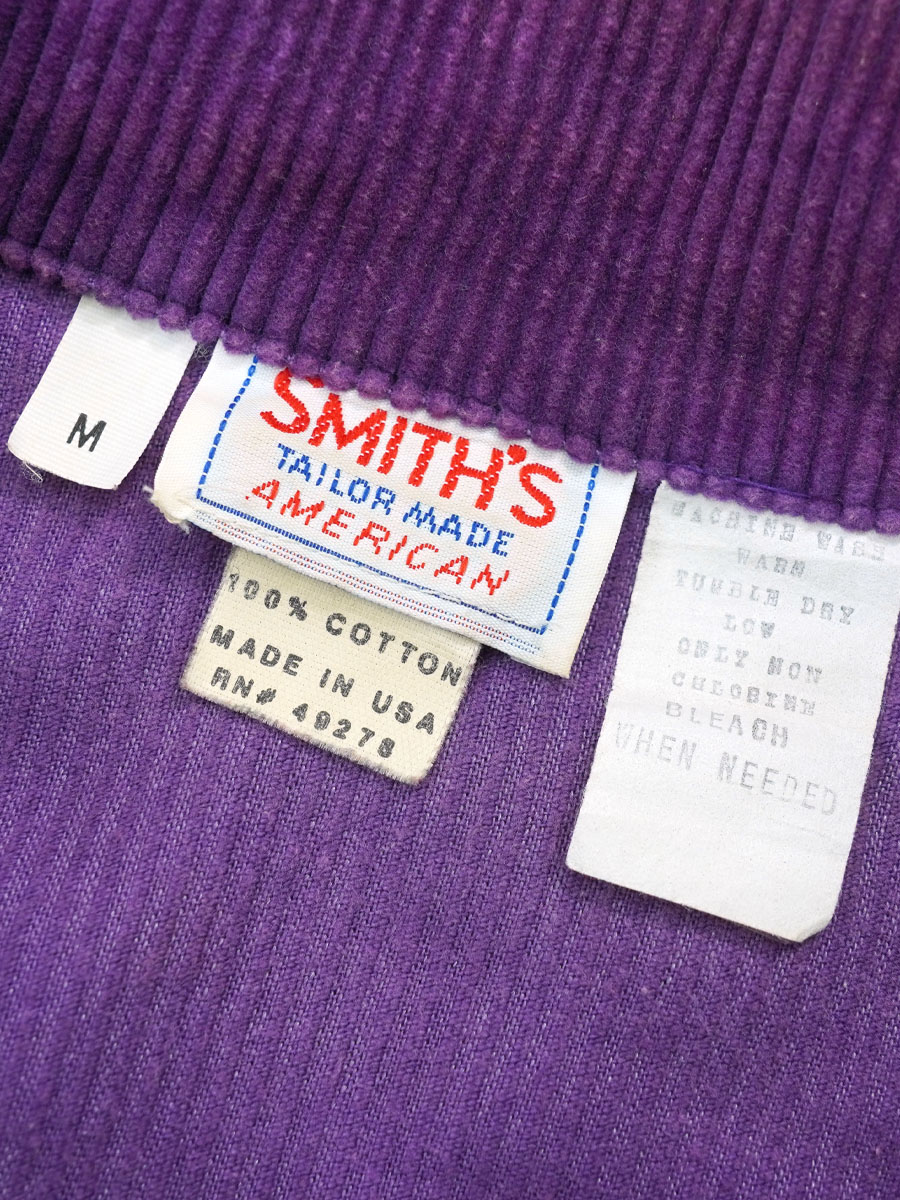 M
SMITH'S
TAILOR MADE
AMERICAN
100% COTTON
MADE IN USA
RN# 49278
MACHINE WASH
WARM
TUMBLE DRY
LOW
ONLY NON
CHLORINE
BLEACH
WHEN NEEDED